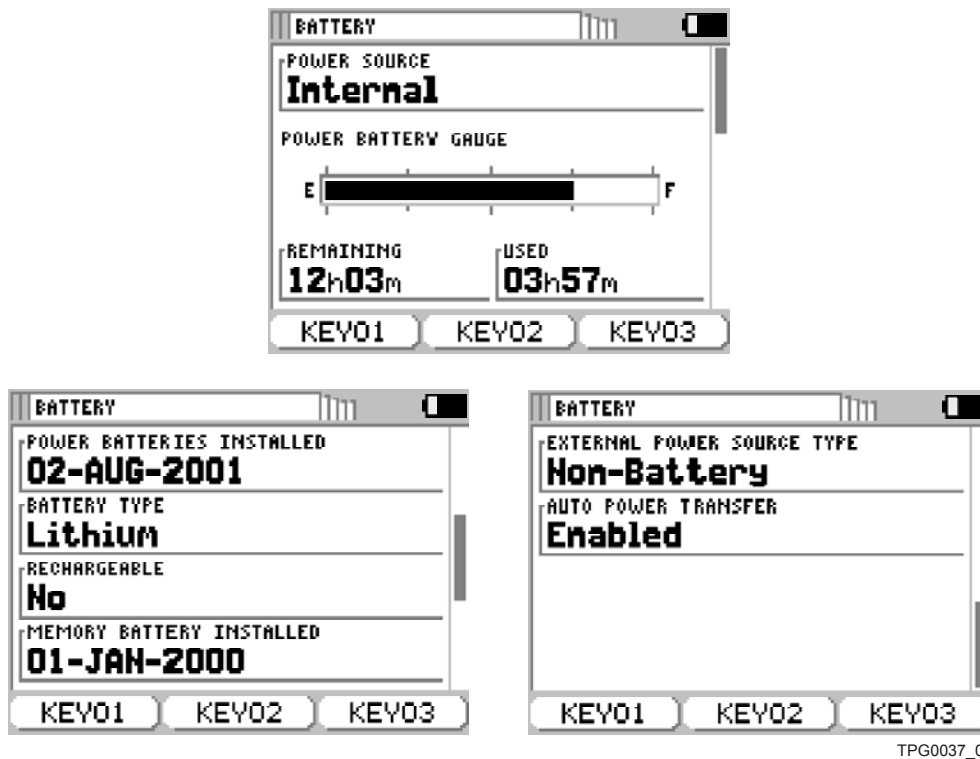 BATTERY
POWER SOURCE
Internal
POWER BATTERY GAUGE
E F
REMAINING USED
12h03m 03h57m
KEY01 KEY02 KEY03
BATTERY
POWER BATTERIES INSTALLED
02-AUG-2001
BATTERY TYPE
Lithium
RECHARGEABLE
No
MEMORY BATTERY INSTALLED
01-JAN-2000
KEY01 KEY02 KEY03
BATTERY
EXTERNAL POWER SOURCE TYPE
Non-Battery
AUTO POWER TRANSFER
Enabled
KEY01 KEY02 KEY03